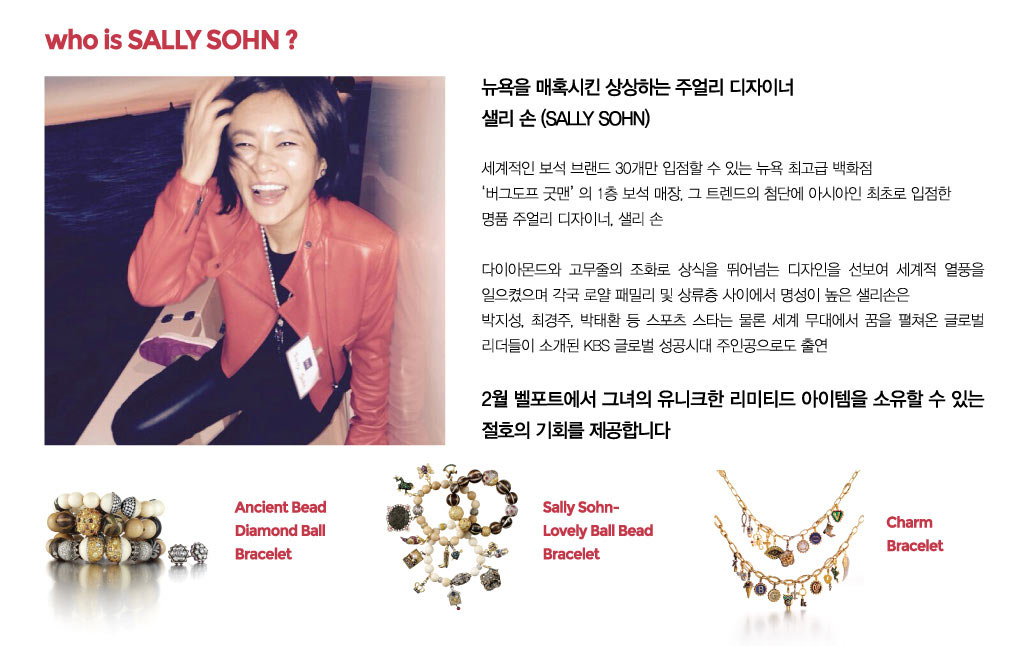 who is SALLY SOHN ?
뉴욕을 매혹시킨 상상하는 주얼리 디자이너
샐리 손 (SALLY SOHN)
세계적인 보석 브랜드 30개만 입점할 수 있는 뉴욕 최고급 백화점
‘버그도프 굿맨’ 의 1층 보석 매장, 그 트렌드의 첨단에 아시아인 최초로 입점한
명품 주얼리 디자이너, 샐리 손
다이아몬드와 고무줄의 조화로 상식을 뛰어넘는 디자인을 선보여 세계적 열풍을
일으켰으며 각국 로얄 패밀리 및 상류층 사이에서 명성이 높은 샐리손은
박지성, 최경주, 박태환 등 스포츠 스타는 물론 세계 무대에서 꿈을 펼쳐온 글로벌
리더들이 소개된 KBS 글로벌 성공시대 주인공으로도 출연
2월 벨포트에서 그녀의 유니크한 리미티드 아이템을 소유할 수 있는
절호의 기회를 제공합니다
Sally Sohn
Ancient Bead
Diamond Ball
Bracelet
Sally Sohn-
Lovely Ball Bead
Bracelet
Charm
Bracelet